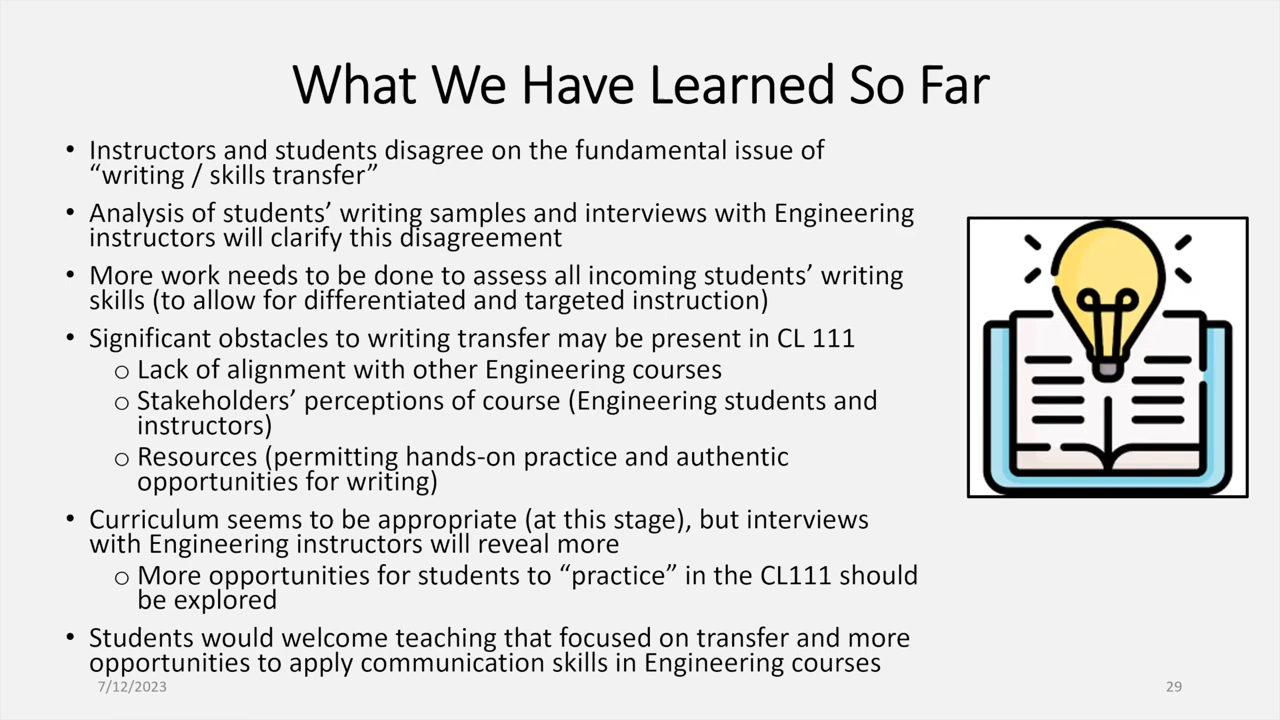 What We Have Learned So Far
• Instructors and students disagree on the fundamental issue of
“writing / skills transfer”
• Analysis of students’ writing samples and interviews with Engineering
instructors will clarify this disagreement
• More work needs to be done to assess all incoming students’ writing
skills (to allow for differentiated and targeted instruction)
• Significant obstacles to writing transfer may be present in CL 111
o Lack of alignment with other Engineering courses
o Stakeholders’ perceptions of course (Engineering students and
instructors)
o Resources (permitting hands-on practice and authentic
opportunities for writing)
• Curriculum seems to be appropriate (at this stage), but interviews
with Engineering instructors will reveal more
o More opportunities for students to “practice” in the CL111 should
be explored
• Students would welcome teaching that focused on transfer and more
opportunities to apply communication skills in Engineering courses
7/12/2023
29